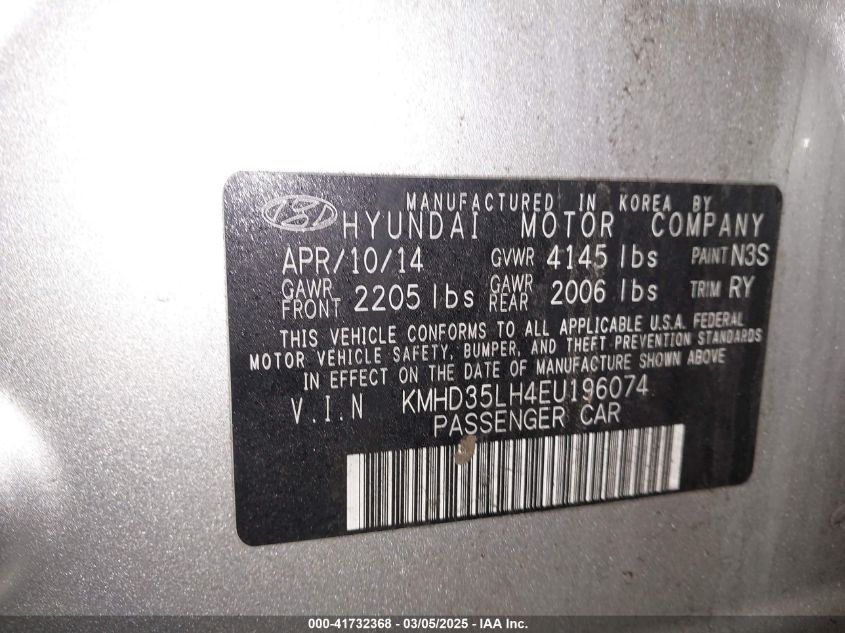 MANUFACTURED IN KOREA BY
HYUNDAI MOTOR COMPANY
APR/10/14 GVWR 4145 lbs PAINT N3S
GAWR FRONT 2205 lbs GAWR REAR 2006 lbs TRIM RY
THIS VEHICLE CONFORMS TO ALL APPLICABLE U.S.A. FEDERAL
MOTOR VEHICLE SAFETY, BUMPER, AND THEFT PREVENTION STANDARDS
IN EFFECT ON THE DATE OF MANUFACTURE SHOWN ABOVE
V.I.N KMHD35LH4EU196074
PASSENGER CAR
000-41732368 - 03/05/2025 - IAA Inc.